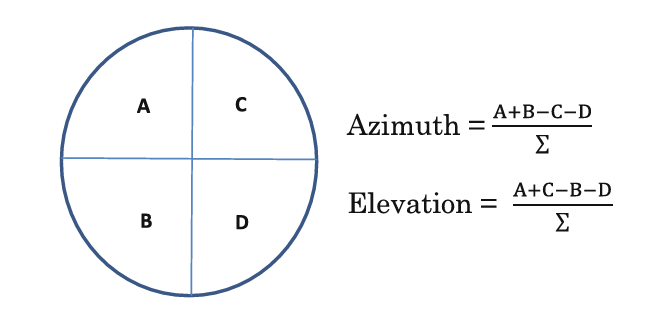 A C
B D
Azimuth = A+B−C−D
Σ
Elevation = A+C−B−D
Σ